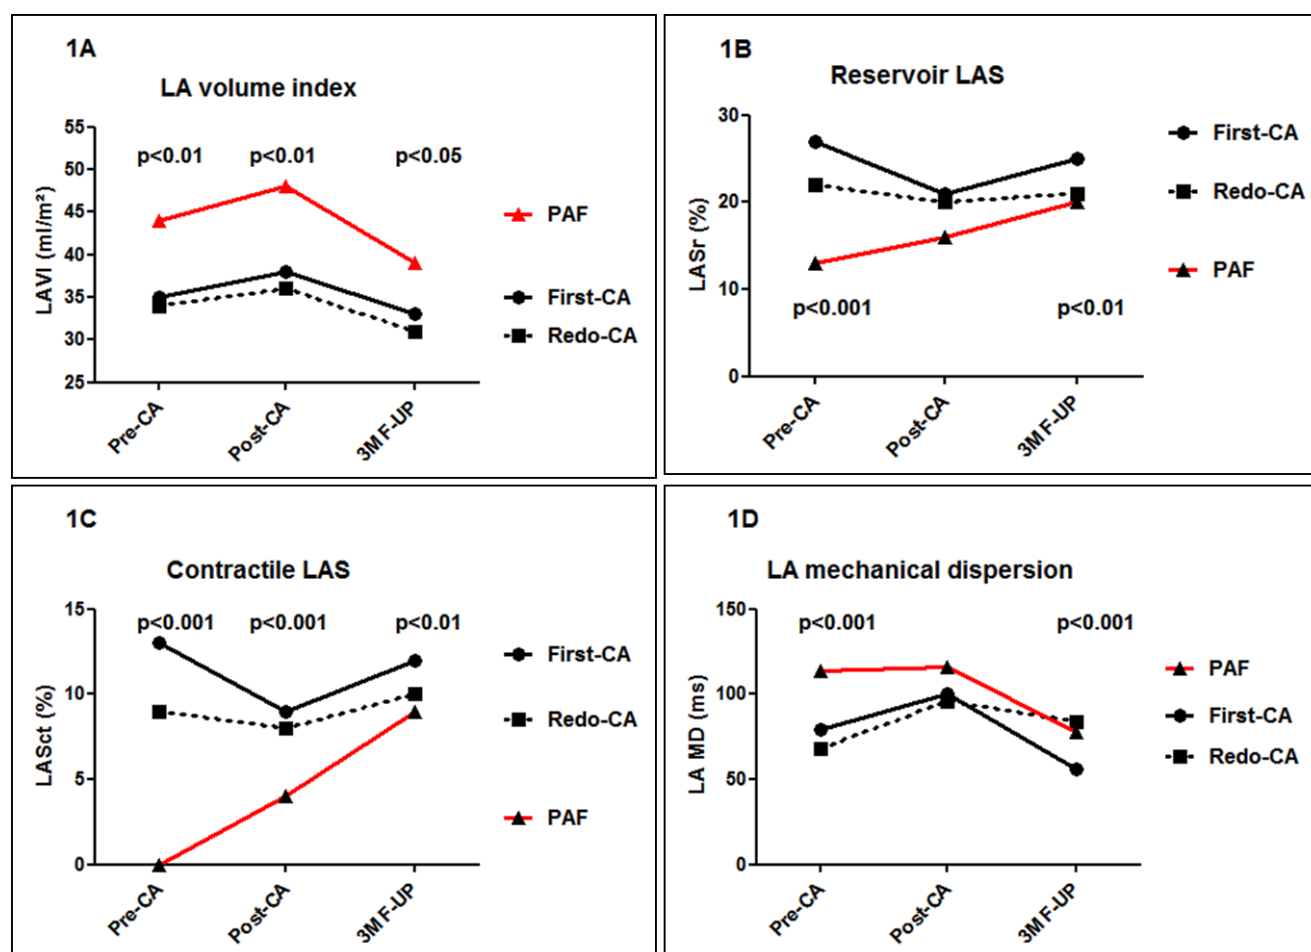 1A
LA volume index
p<0.01 p<0.01 p<0.05
LAVI (ml/m²)
55
50
45
40
35
30
25
Pre-CA
Post-CA
3M F-UP
PAF
First-CA
Redo-CA
1B
Reservoir LAS
LASr (%)
30
20
10
0
p<0.001 p<0.01
Pre-CA
Post-CA
3M F-UP
First-CA
Redo-CA
PAF
1C
Contractile LAS
p<0.001 p<0.001 p<0.01
LASct (%)
15
10
5
0
Pre-CA
Post-CA
3M F-UP
First-CA
Redo-CA
PAF
1D
LA mechanical dispersion
p<0.001 p<0.001
LA MD (ms)
150
100
50
0
Pre-CA
Post-CA
3M F-UP
PAF
First-CA
Redo-CA